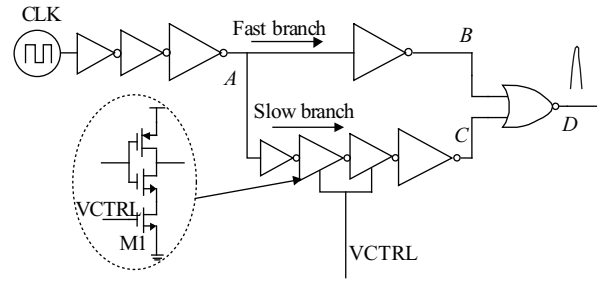 CLK
Fast branch
B
A
Slow branch
C
D
VCTRL
M1
VCTRL